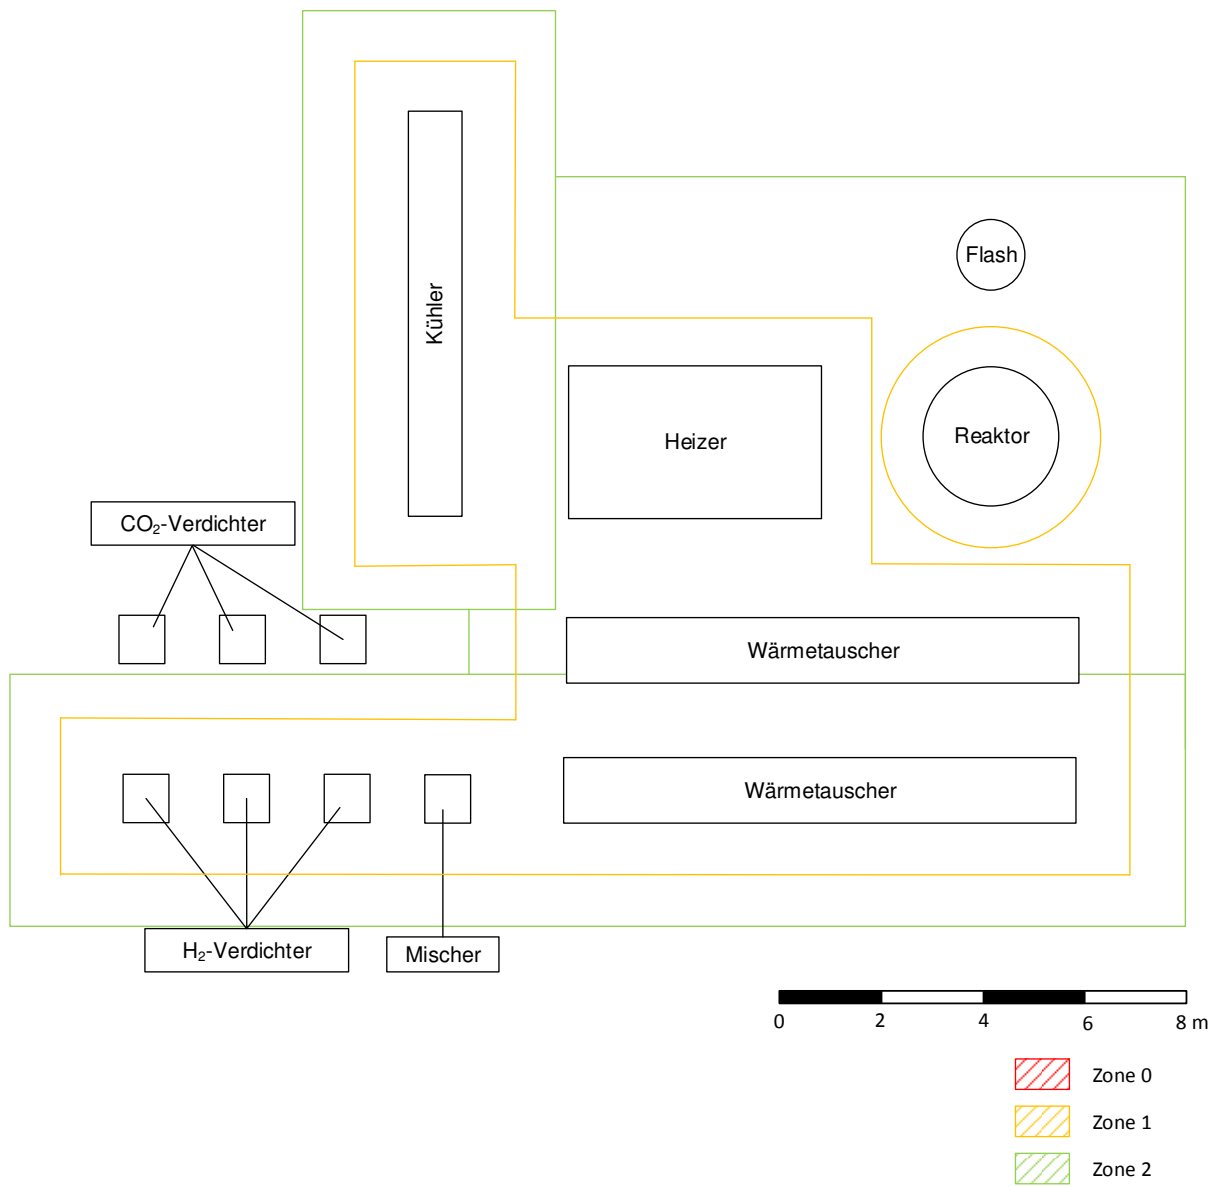 Flash
Kühler
Reaktor
Heizer
CO₂-Verdichter
Wärmetauscher
Wärmetauscher
H₂-Verdichter
Mischer
0 2 4 6 8 m
Zone 0
Zone 1
Zone 2